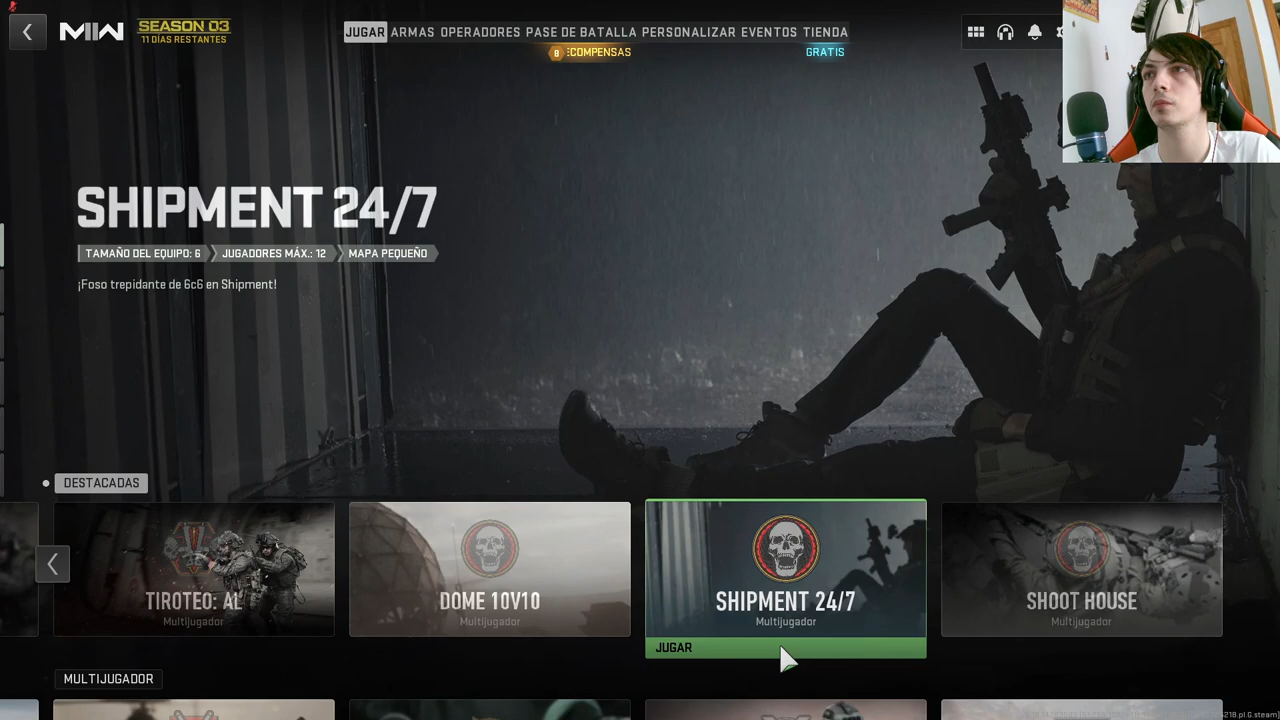 MW
SEASON 03
11 DÍAS RESTANTES
JUGAR ARMAS OPERADORES PASE DE BATALLA PERSONALIZAR EVENTOS TIENDA
8 ECOMPENSAS
GRATIS
SHIPMENT 24/7
TAMAÑO DEL EQUIPO: 6 JUGADORES MÁX.: 12 MAPA PEQUEÑO
¡Foso trepidante de 6c6 en Shipment!
DESTACADAS
TIROTEO: AL
Multijugador
DOME 10V10
Multijugador
SHIPMENT 24/7
Multijugador
JUGAR
SHOOT HOUSE
Multijugador
MULTIJUGADOR